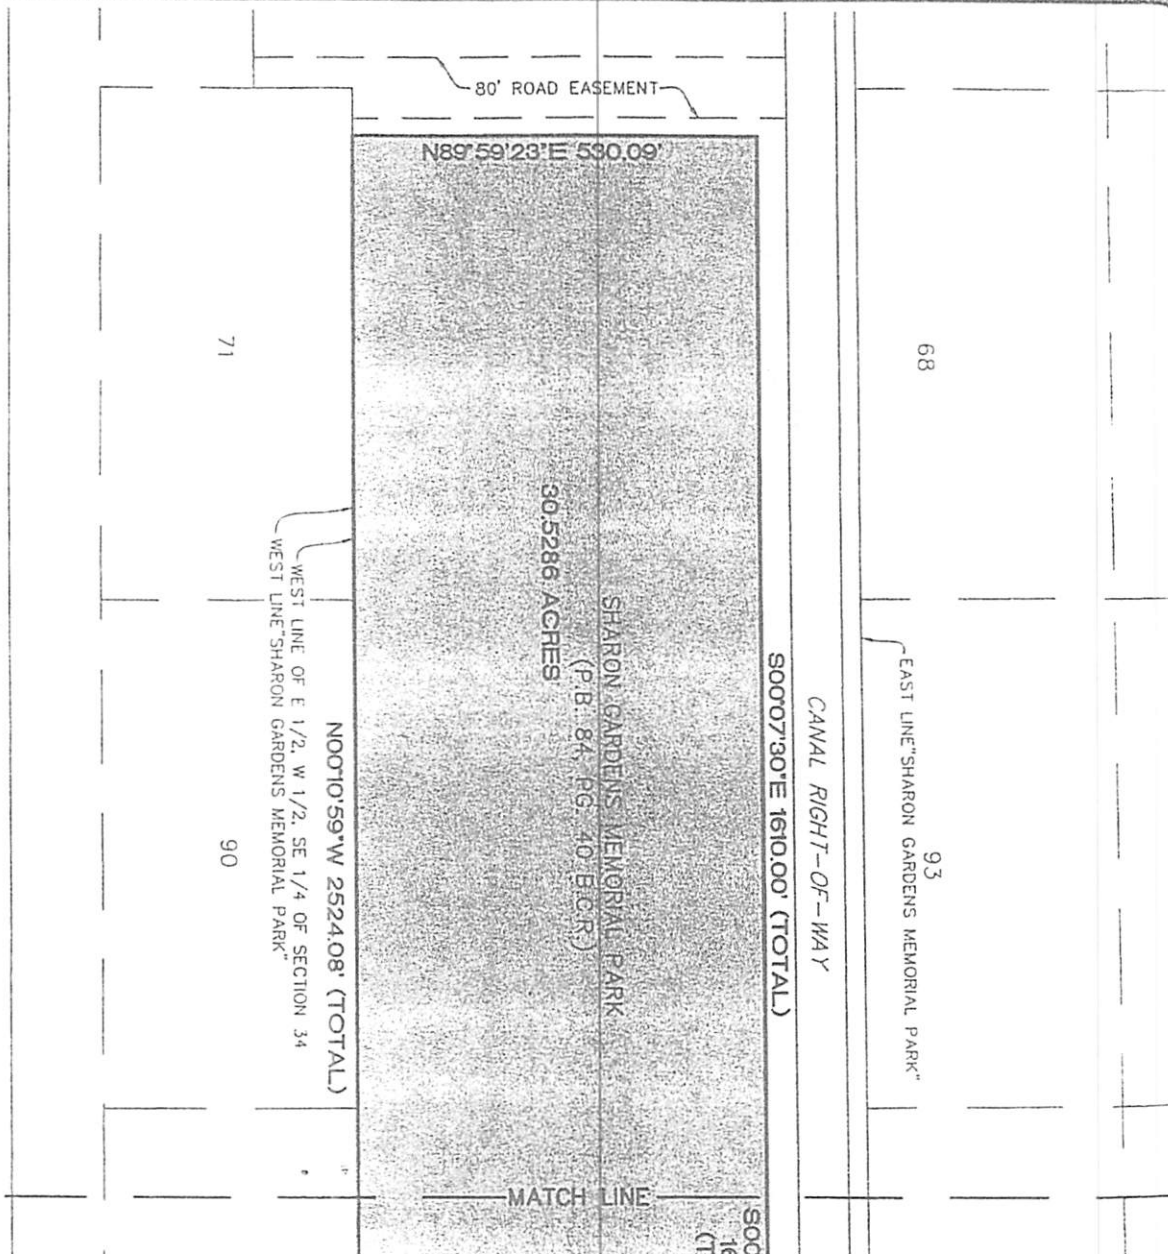 80' ROAD EASEMENT
N89°59'23"E 530.09'
71
68
30.5286 ACRES
SHARON GARDENS MEMORIAL PARK
(P.B. 84, PG. 40 B.C.R.)
S00°07'30"E 1610.00' (TOTAL)
CANAL RIGHT-OF-WAY
EAST LINE "SHARON GARDENS MEMORIAL PARK"
93
WEST LINE OF E 1/2, W 1/2, SE 1/4 OF SECTION 34
WEST LINE "SHARON GARDENS MEMORIAL PARK"
N00°10'59"W 2524.08' (TOTAL)
90
MATCH LINE
S00
16
(T